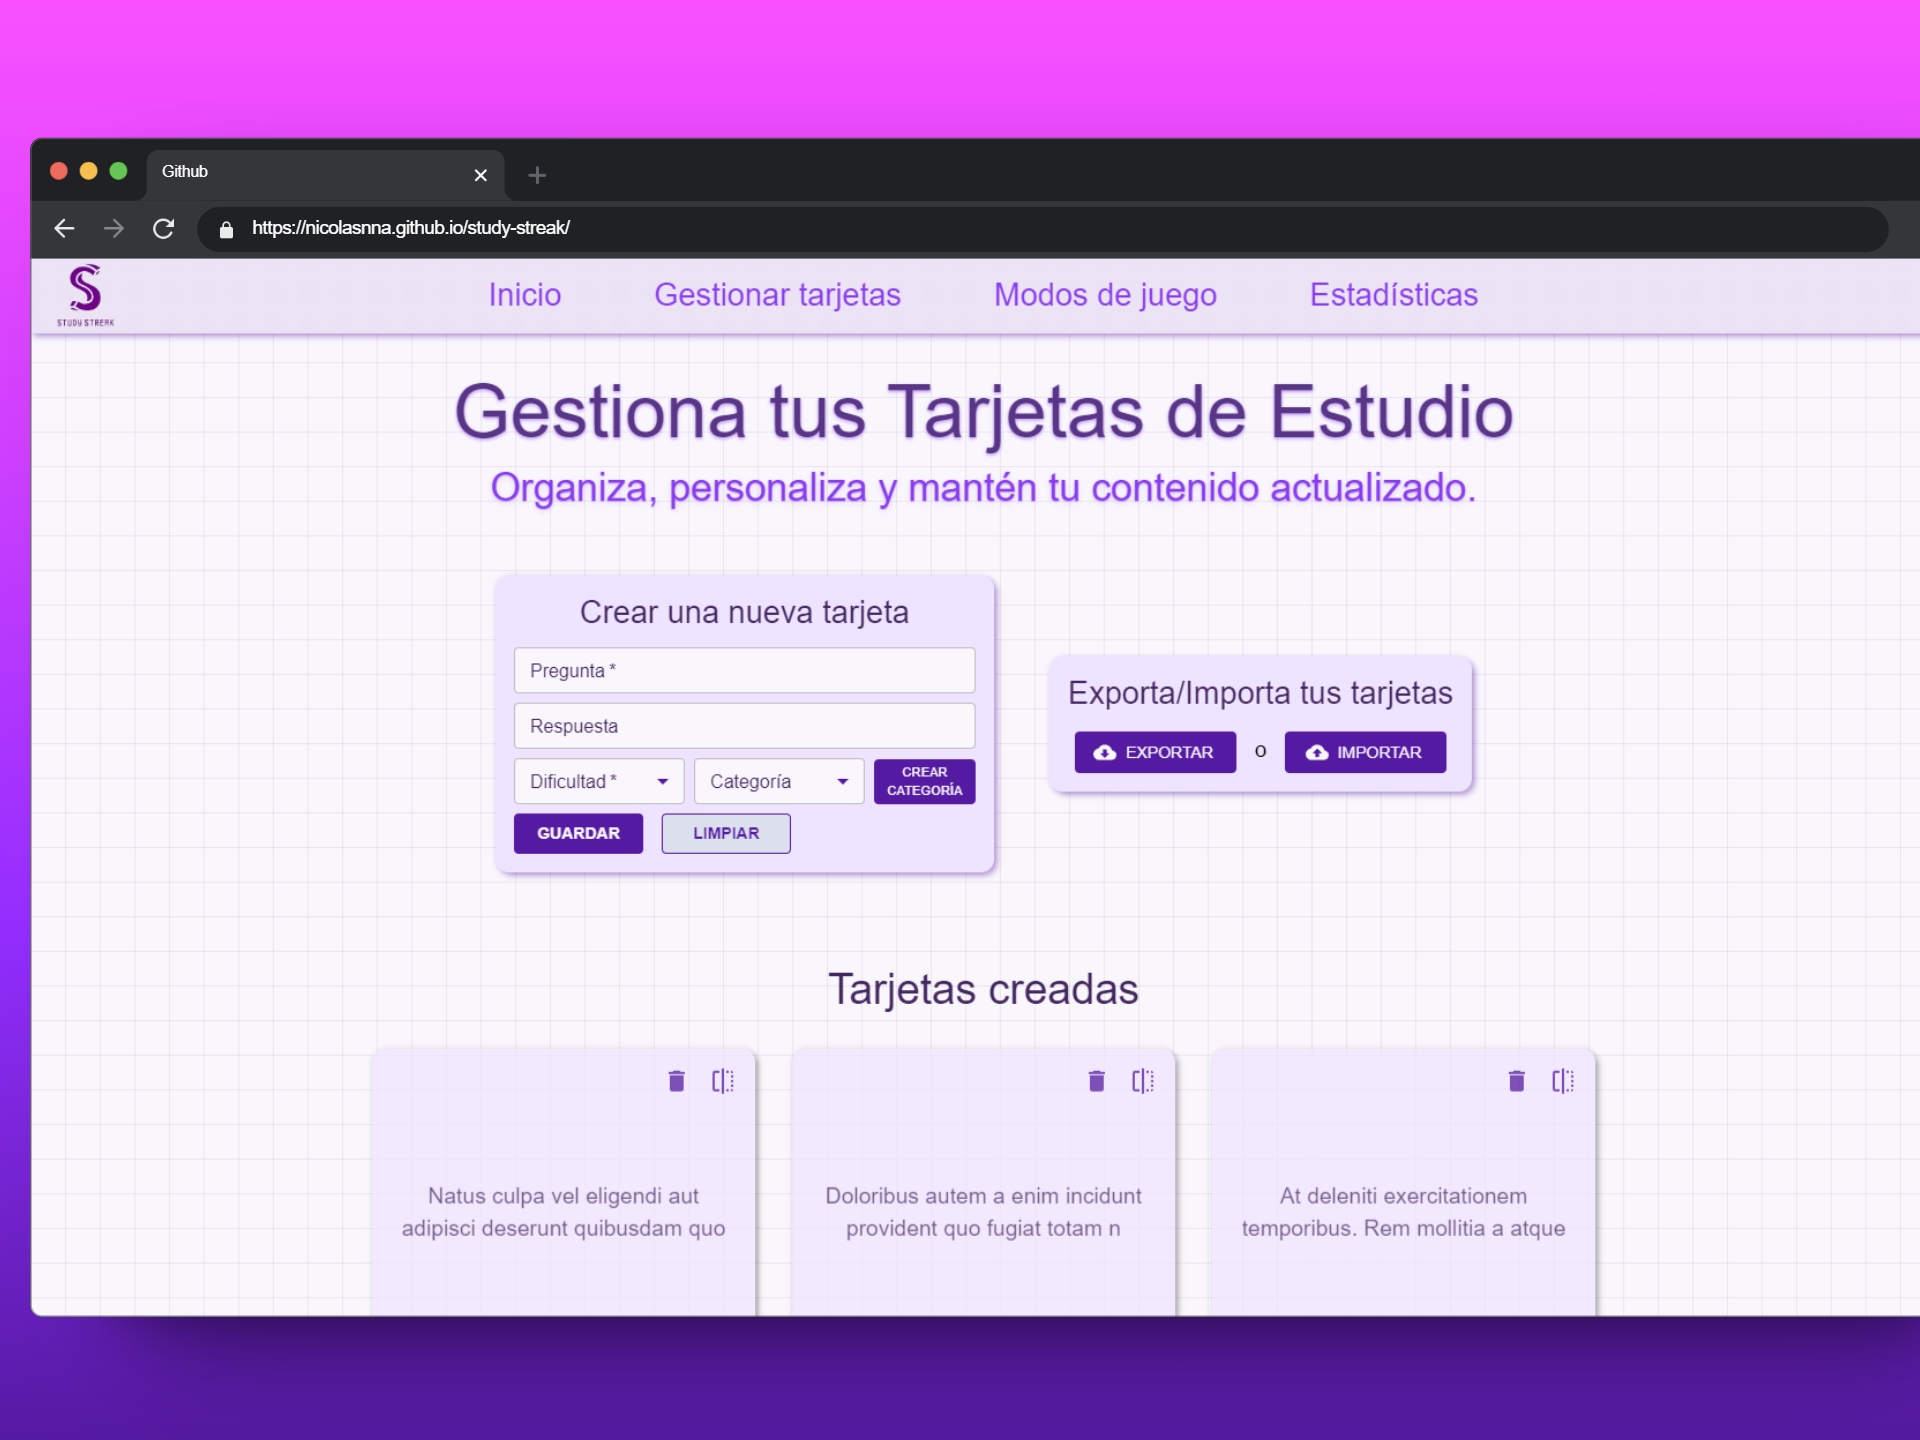 Github
https://nicolasnna.github.io/study-streak/
STUDY STREAK
Inicio Gestionar tarjetas Modos de juego Estadísticas
Gestiona tus Tarjetas de Estudio
Organiza, personaliza y mantén tu contenido actualizado.
Crear una nueva tarjeta
Pregunta *
Respuesta
Dificultad *
Categoría
CREAR
CATEGORÍA
GUARDAR
LIMPIAR
Exporta/Importa tus tarjetas
EXPORTAR o IMPORTAR
Tarjetas creadas
Natus culpa vel eligendi aut
adipisci deserunt quibusdam quo
Doloribus autem a enim incidunt
provident quo fugiat totam n
At deleniti exercitationem
temporibus. Rem mollitia a atque